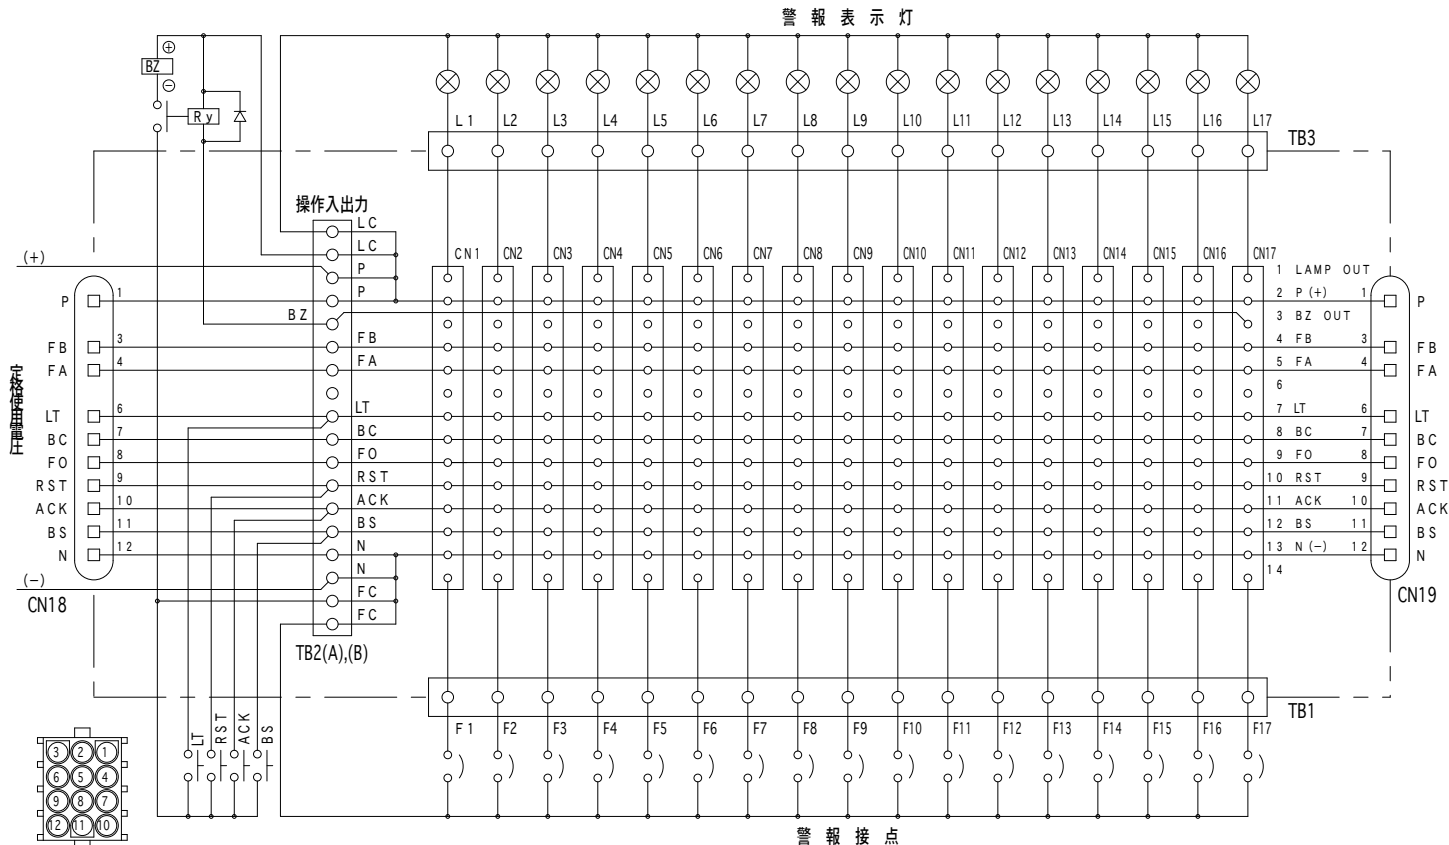 警報表示灯
⊕
BZ
⊖
Ry
L1 L2 L3 L4 L5 L6 L7 L8 L9 L10 L11 L12 L13 L14 L15 L16 L17
TB3
操作入出力
LC
LC
P
P
BZ
FB
FA
LT
BC
FO
RST
ACK
BS
N
N
FC
FC
TB2(A),(B)
(+)
P 1
FB 3
FA 4
LT 6
BC 7
FO 8
RST 9
ACK 10
BS 11
N 12
(-)
CN18
定格使用電圧
CN1 CN2 CN3 CN4 CN5 CN6 CN7 CN8 CN9 CN10 CN11 CN12 CN13 CN14 CN15 CN16 CN17
1 LAMP OUT
2 P(+) 1 P
3 BZ OUT
4 FB 3 FB
5 FA 4 FA
6
7 LT 6 LT
8 BC 7 BC
9 FO 8 FO
10 RST 9 RST
11 ACK 10 ACK
12 BS 11 BS
13 N(-) 12 N
14
CN19
TB1
F1 F2 F3 F4 F5 F6 F7 F8 F9 F10 F11 F12 F13 F14 F15 F16 F17
LT RST ACK BS
3 2 1
6 5 4
9 8 7
12 11 10
警報接点